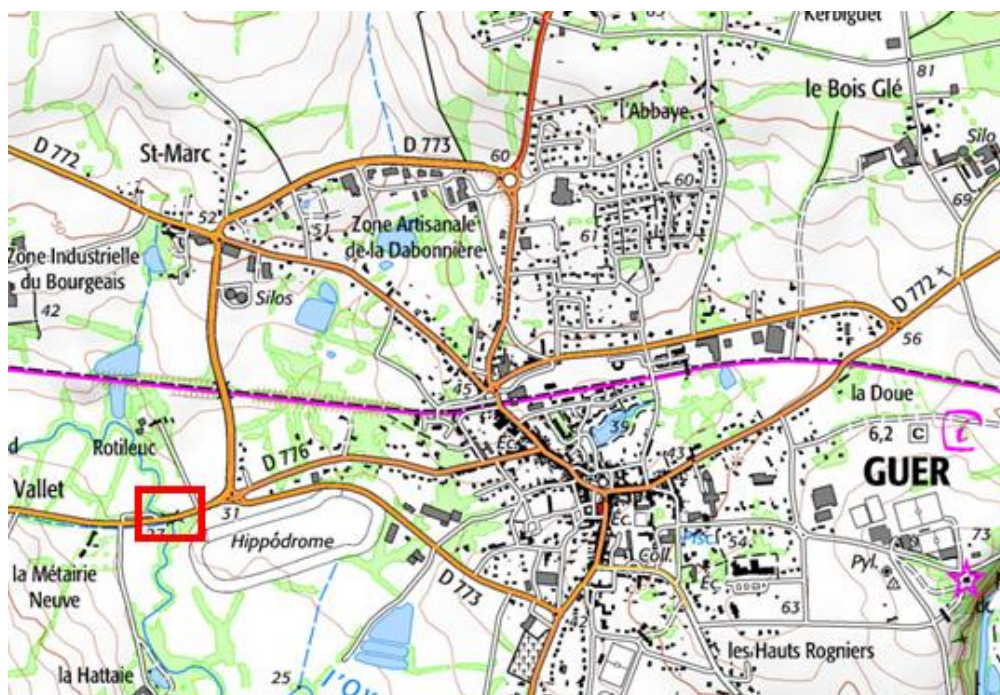 Kerbiguet
81
le Bois Glé
l'Abbaye
Silo
D 773
60
D 772
St-Marc
60
69
52
51
Zone Artisanale
de la Dabonnière
61
Zone Industrielle
du Bourgeais
42
Silos
D 772
56
45
la Doue
Éc.
39
6,2
C
i
Rotileuc
D 776
43
GUER
Vallet
31
Hippodrome
Éc.
Pisc.
54
73
Coll.
Pyl.
la Métairie
Neuve
D 773
Éc.
63
les Hauts Rogniers
la Hattaie
25
l'Oy